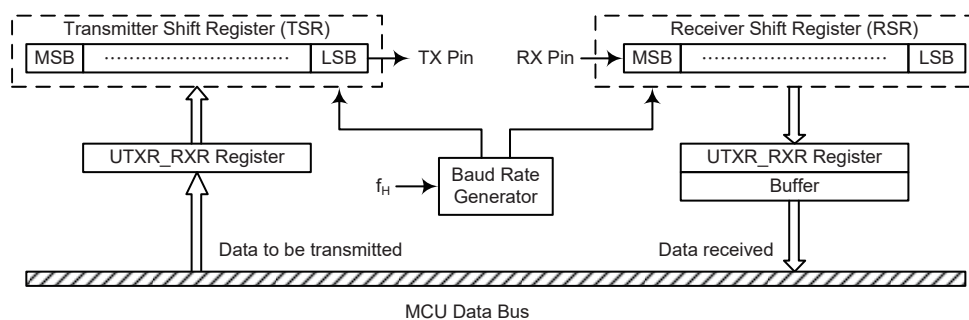 Transmitter Shift Register (TSR)
MSB ………………………… LSB
TX Pin
RX Pin
Receiver Shift Register (RSR)
MSB ………………………… LSB
UTXR_RXR Register
fH
Baud Rate
Generator
UTXR_RXR Register
Buffer
Data to be transmitted
Data received
MCU Data Bus